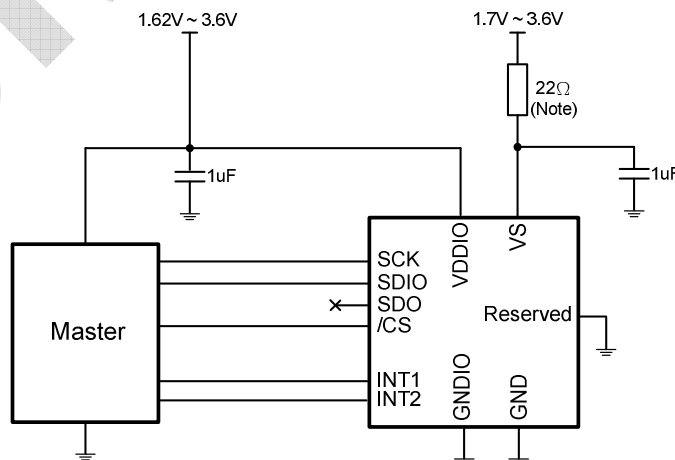 1.62V ~ 3.6V
1.7V ~ 3.6V
22Ω
(Note)
1uF
1uF
VDDIO
VS
SCK
SDIO
SDO
/CS
Reserved
Master
INT1
INT2
GNDIO
GND